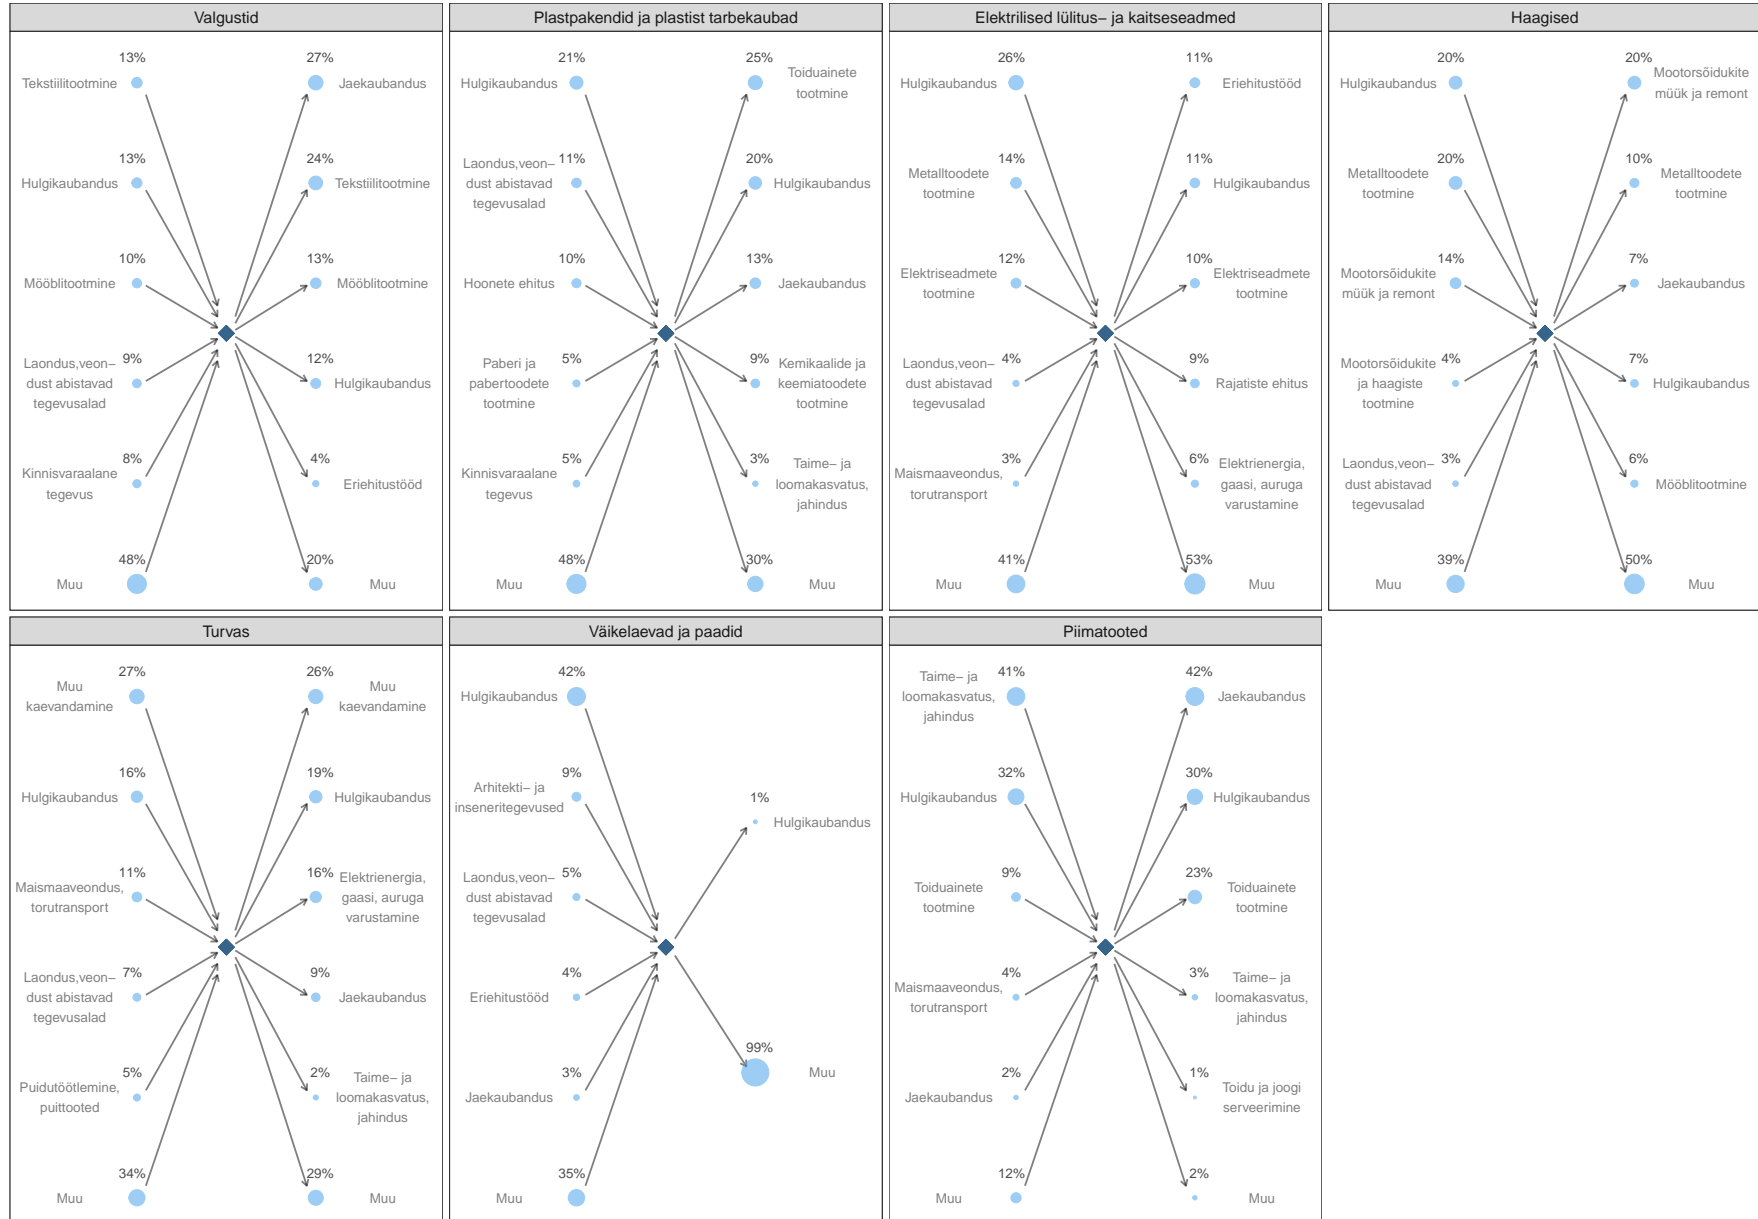 Valgustid
13%
Tekstiilitootmine
13%
Hulgikaubandus
10%
Mööblitootmine
9%
Laondus,veon–
dust abistavad
tegevusalad
8%
Kinnisvaraalane
tegevus
48%
Muu
27%
Jaekaubandus
24%
Tekstiilitootmine
13%
Mööblitootmine
12%
Hulgikaubandus
4%
Eriehitustööd
20%
Muu
Plastpakendid ja plastist tarbekaubad
21%
Hulgikaubandus
11%
Laondus,veon–
dust abistavad
tegevusalad
10%
Hoonete ehitus
5%
Paberi ja
pabertoodete
tootmine
5%
Kinnisvaraalane
tegevus
48%
Muu
25%
Toiduainete
tootmine
20%
Hulgikaubandus
13%
Jaekaubandus
9%
Kemikaalide ja
keemiatoodete
tootmine
3%
Taime– ja
loomakasvatus,
jahindus
30%
Muu
Elektrilised lülitus– ja kaitseseadmed
26%
Hulgikaubandus
14%
Metalltoodete
tootmine
12%
Elektriseadmete
tootmine
4%
Laondus,veon–
dust abistavad
tegevusalad
3%
Maismaaveondus,
torutransport
41%
Muu
11%
Eriehitustööd
11%
Hulgikaubandus
10%
Elektriseadmete
tootmine
9%
Rajatiste ehitus
6%
Elektrienergia,
gaasi, auruga
varustamine
53%
Muu
Haagised
20%
Hulgikaubandus
20%
Metalltoodete
tootmine
14%
Mootorsõidukite
müük ja remont
4%
Mootorsõidukite
ja haagiste
tootmine
3%
Laondus,veon–
dust abistavad
tegevusalad
39%
Muu
20%
Mootorsõidukite
müük ja remont
10%
Metalltoodete
tootmine
7%
Jaekaubandus
7%
Hulgikaubandus
6%
Mööblitootmine
50%
Muu
Turvas
27%
Muu
kaevandamine
16%
Hulgikaubandus
11%
Maismaaveondus,
torutransport
7%
Laondus,veon–
dust abistavad
tegevusalad
5%
Puidutöötlemine,
puittooted
34%
Muu
26%
Muu
kaevandamine
19%
Hulgikaubandus
16%
Elektrienergia,
gaasi, auruga
varustamine
9%
Jaekaubandus
2%
Taime– ja
loomakasvatus,
jahindus
29%
Muu
Väikelaevad ja paadid
42%
Hulgikaubandus
9%
Arhitekti– ja
inseneritegevused
5%
Laondus,veon–
dust abistavad
tegevusalad
4%
Eriehitustööd
3%
Jaekaubandus
35%
Muu
1%
Hulgikaubandus
99%
Muu
Piimatooted
41%
Taime– ja
loomakasvatus,
jahindus
32%
Hulgikaubandus
9%
Toiduainete
tootmine
4%
Maismaaveondus,
torutransport
2%
Jaekaubandus
12%
Muu
42%
Jaekaubandus
30%
Hulgikaubandus
23%
Toiduainete
tootmine
3%
Taime– ja
loomakasvatus,
jahindus
1%
Toidu ja joogi
serveerimine
2%
Muu